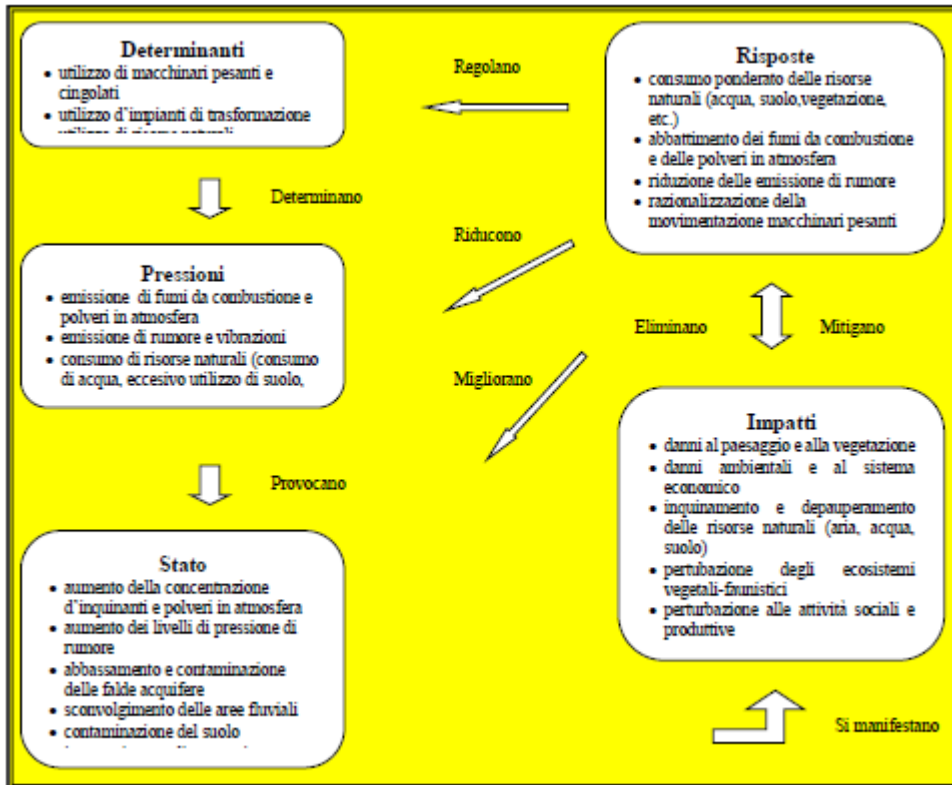 Determinanti
• utilizzo di macchinari pesanti e
cingolati
• utilizzo d'impianti di trasformazione
Regolano
Risposte
• consumo ponderato delle risorse
naturali (acqua, suolo,vegetazione,
etc.)
• abbattimento dei fumi da combustione
e delle polveri in atmosfera
• riduzione delle emissione di rumore
• razionalizzazione della
movimentazione macchinari pesanti
Determinano
Riducono
Pressioni
• emissione di fumi da combustione e
polveri in atmosfera
• emissione di rumore e vibrazioni
• consumo di risorse naturali (consumo
di acqua, eccesivo utilizzo di suolo,
Eliminano
Mitigano
Migliorano
Impatti
• danni al paesaggio e alla vegetazione
• danni ambientali e al sistema
economico
• inquinamento e depauperamento
delle risorse naturali (aria, acqua,
suolo)
• pertubazione degli ecosistemi
vegetali-faunistici
• perturbazione alle attività sociali e
produttive
Provocano
Stato
• aumento della concentrazione
d'inquinanti e polveri in atmosfera
• aumento dei livelli di pressione di
rumore
• abbassamento e contaminazione
delle falde acquifere
• sconvolgimento delle aree fluviali
• contaminazione del suolo
Si manifestano